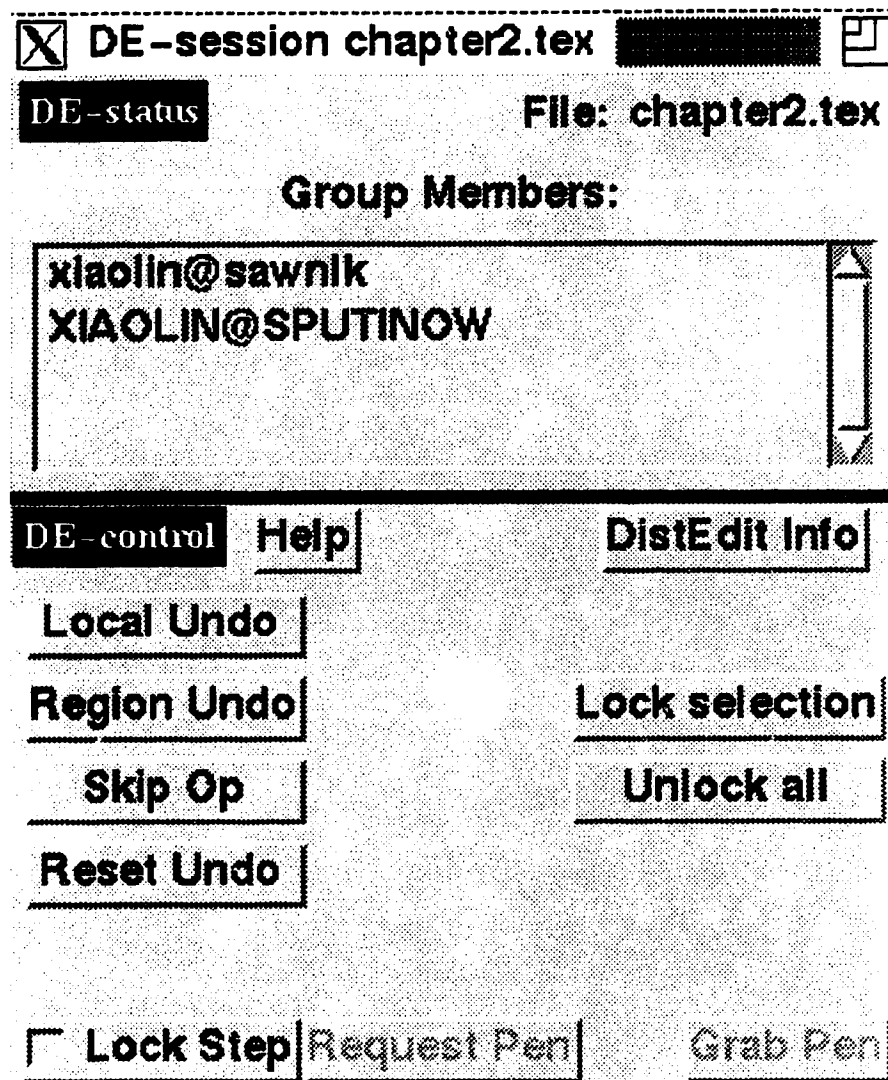 DE-session chapter2.tex
DE-status File: chapter2.tex
Group Members:
xiaolin@sawnik
XIAOLIN@SPUTINOW
DE-control Help DistEdit Info
Local Undo
Region Undo Lock selection
Skip Op Unlock all
Reset Undo
Lock Step Request Pen Grab Pen